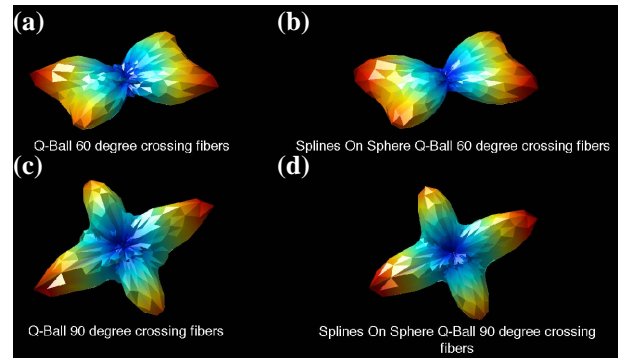 (a)
(b)
Q-Ball 60 degree crossing fibers
Splines On Sphere Q-Ball 60 degree crossing fibers
(c)
(d)
Q-Ball 90 degree crossing fibers
Splines On Sphere Q-Ball 90 degree crossing
fibers